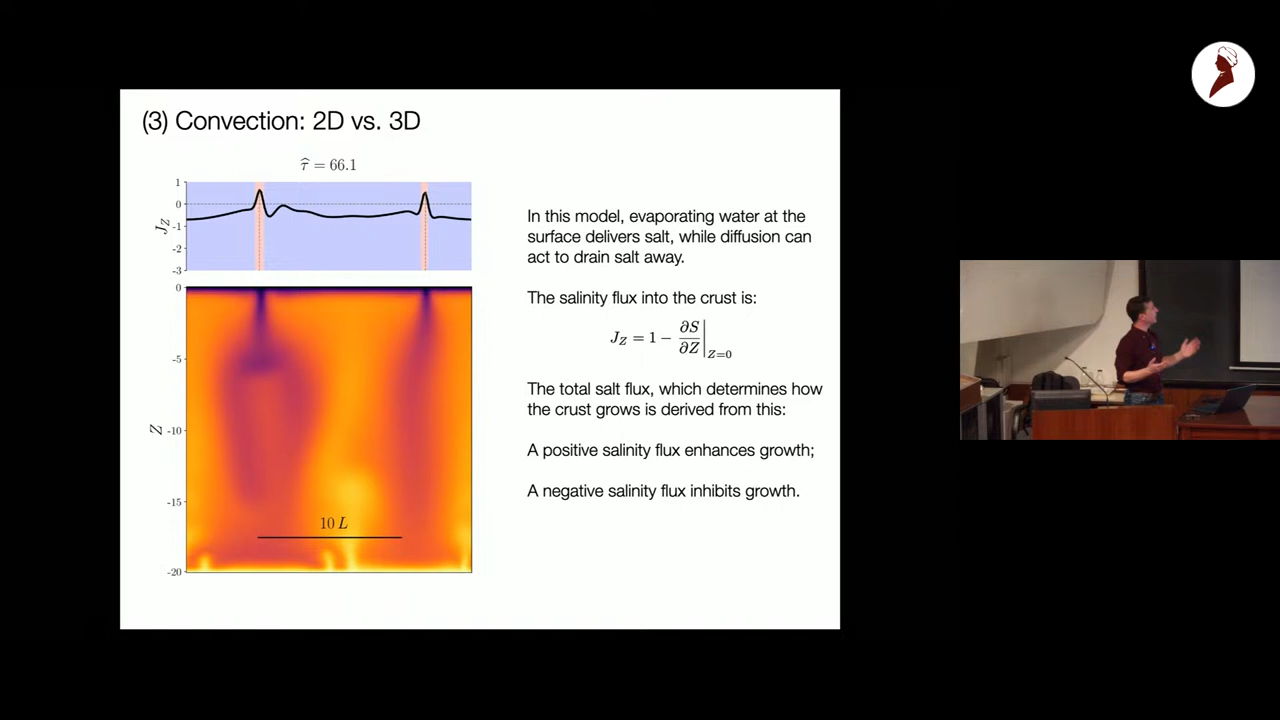 (3) Convection: 2D vs. 3D
τ̂ = 66.1
1
0
-1
-2
-3
J_Z
0
-5
-10
-15
-20
Z
10 L
In this model, evaporating water at the
surface delivers salt, while diffusion can
act to drain salt away.
The salinity flux into the crust is:
J_Z = 1 − ∂S/∂Z|_{Z=0}
The total salt flux, which determines how
the crust grows is derived from this:
A positive salinity flux enhances growth;
A negative salinity flux inhibits growth.